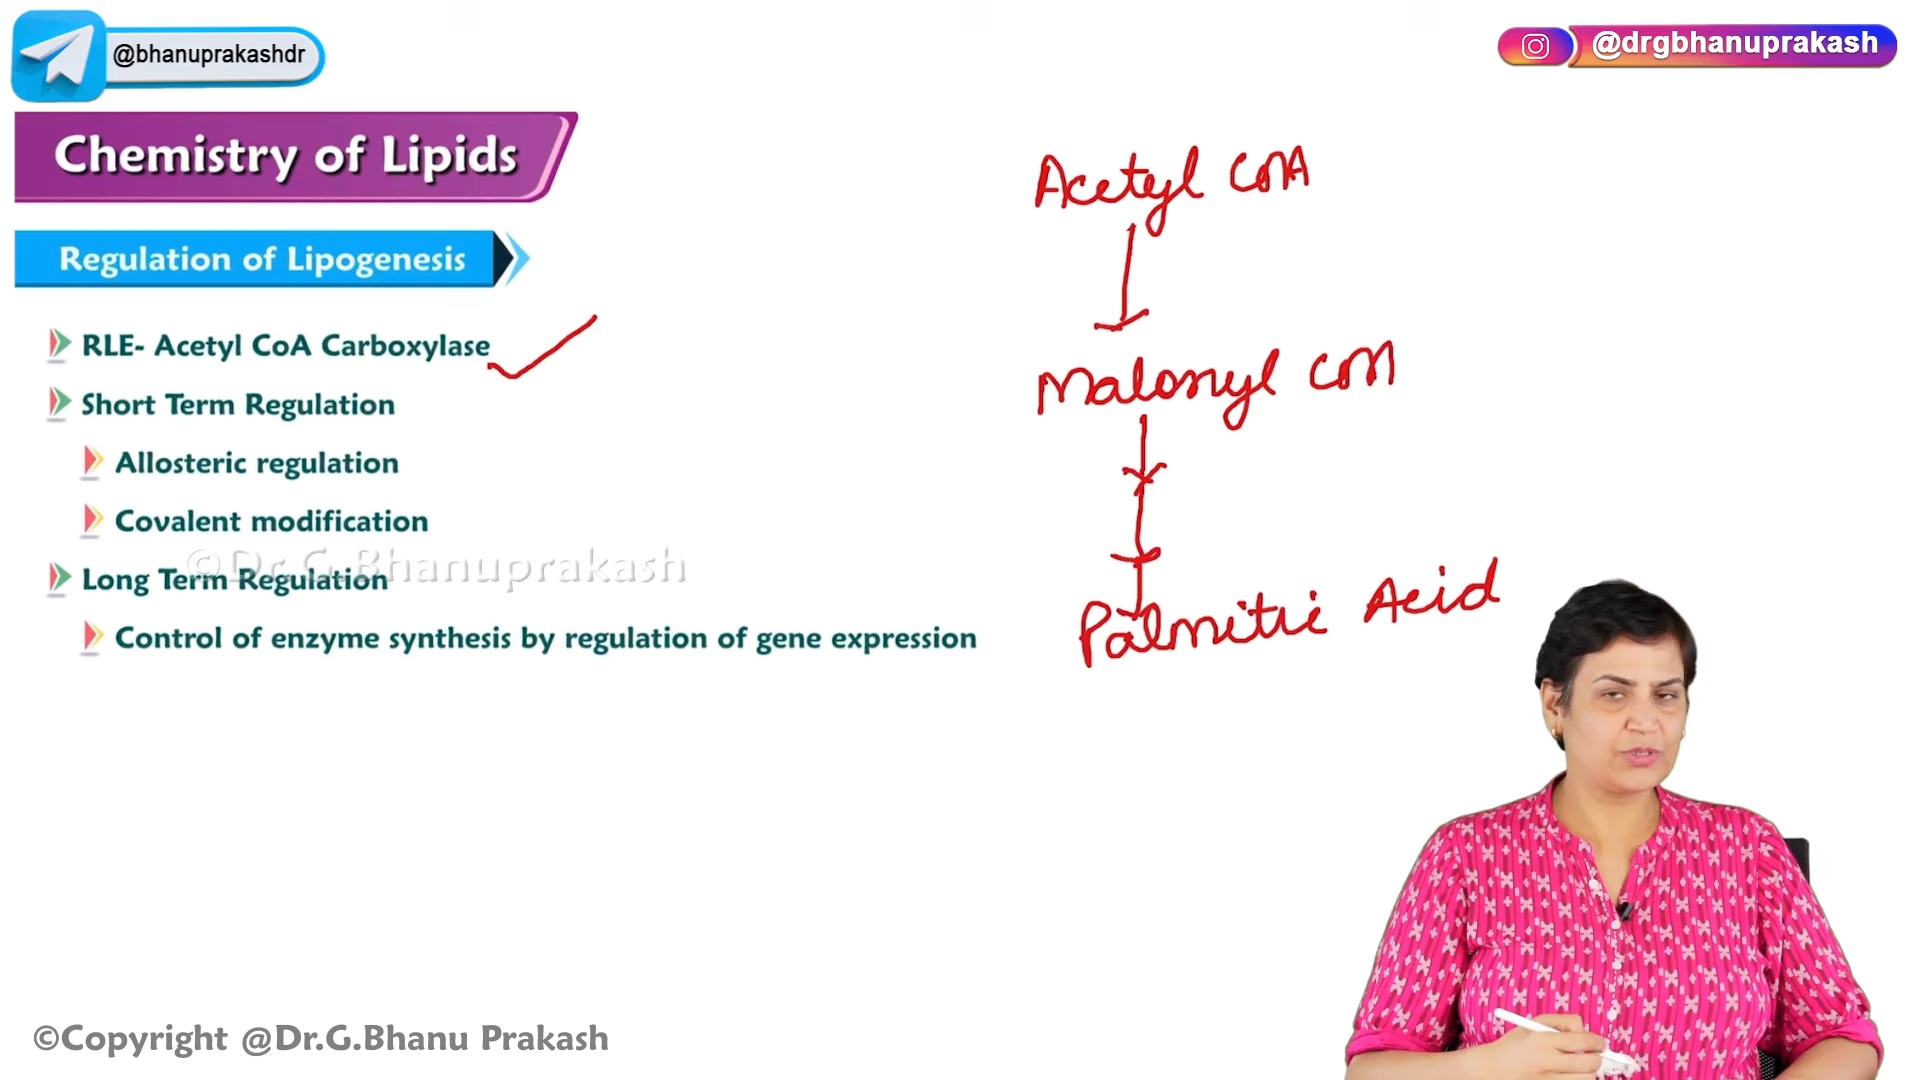 @bhanuprakashdr
@drgbhanuprakash
Chemistry of Lipids
Regulation of Lipogenesis
RLE- Acetyl CoA Carboxylase
Short Term Regulation
Allosteric regulation
Covalent modification
©Dr.G.Bhanuprakash
Long Term Regulation
Control of enzyme synthesis by regulation of gene expression
Acetyl CoA
Malonyl CoA
Palmitic Acid
©Copyright @Dr.G.Bhanu Prakash